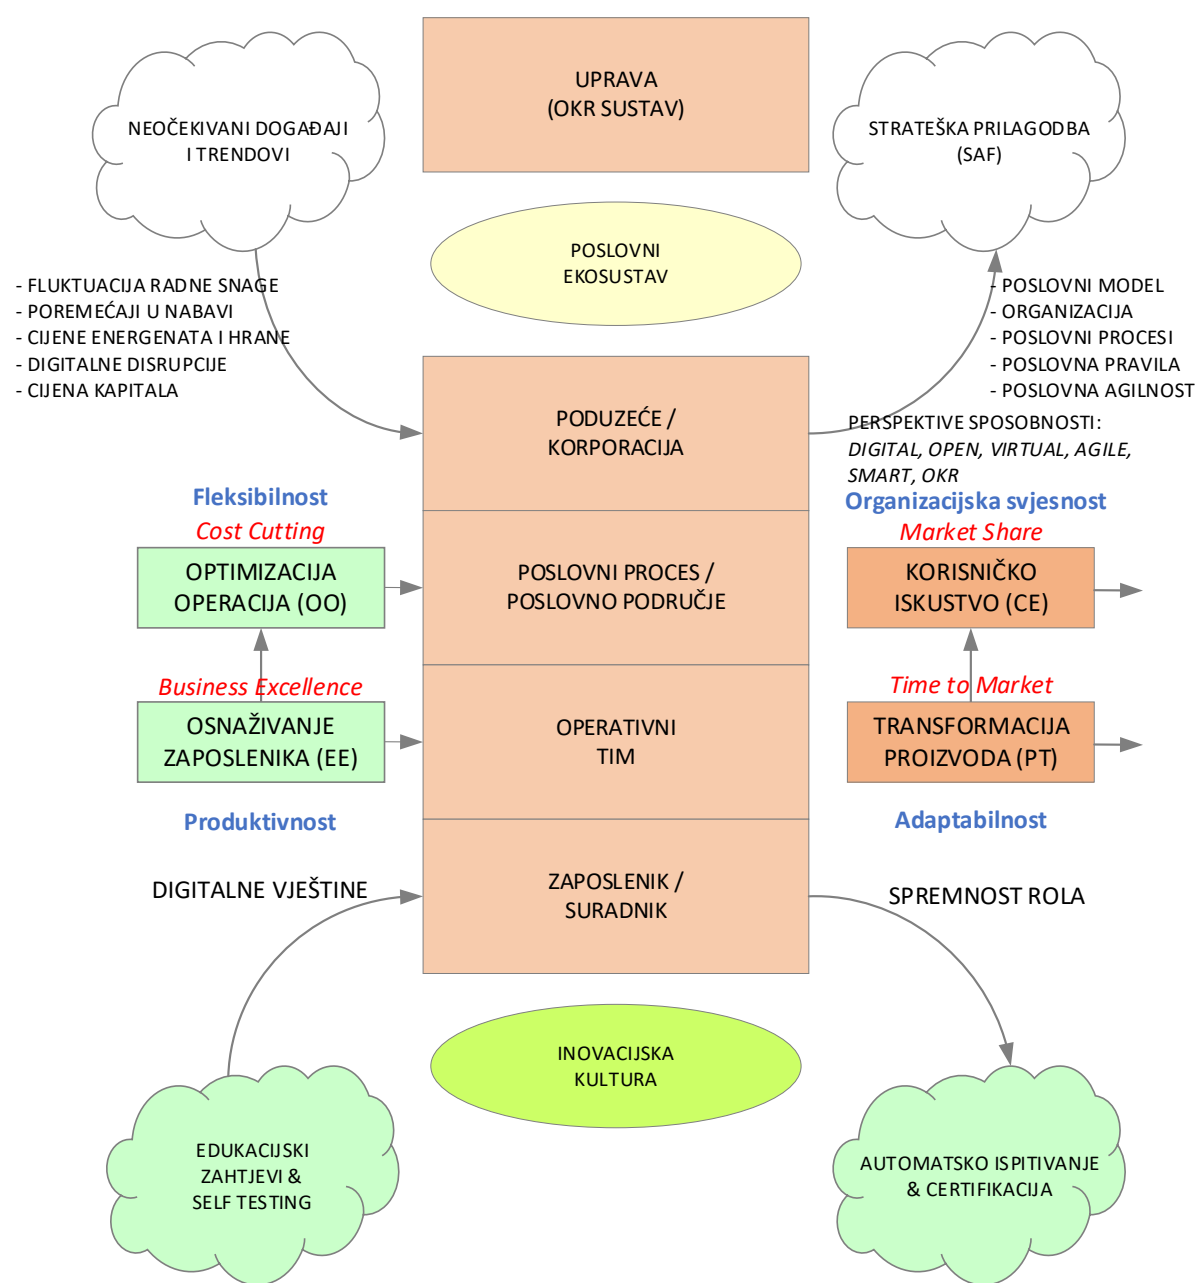 UPRAVA
(OKR SUSTAV)
NEOČEKIVANI DOGAĐAJI
I TRENDOVI
STRATEŠKA PRILAGODBA
(SAF)
POSLOVNI
EKOSUSTAV
- FLUKTUACIJA RADNE SNAGE
- POREMEĆAJI U NABAVI
- CIJENE ENERGENATA I HRANE
- DIGITALNE DISRUPCIJE
- CIJENA KAPITALA
- POSLOVNI MODEL
- ORGANIZACIJA
- POSLOVNI PROCESI
- POSLOVNA PRAVILA
- POSLOVNA AGILNOST
PODUZEĆE /
KORPORACIJA
PERSPEKTIVE SPOSOBNOSTI:
DIGITAL, OPEN, VIRTUAL, AGILE,
SMART, OKR
Fleksibilnost
Cost Cutting
OPTIMIZACIJA
OPERACIJA (OO)
POSLOVNI PROCES /
POSLOVNO PODRUČJE
Organizacijska svjesnost
Market Share
KORISNIČKO
ISKUSTVO (CE)
Business Excellence
OSNAŽIVANJE
ZAPOSLENIKA (EE)
OPERATIVNI
TIM
Time to Market
TRANSFORMACIJA
PROIZVODA (PT)
Produktivnost
Adaptabilnost
DIGITALNE VJEŠTINE
ZAPOSLENIK /
SURADNIK
SPREMNOST ROLA
INOVACIJSKA
KULTURA
EDUKACIJSKI
ZAHTJEVI &
SELF TESTING
AUTOMATSKO ISPITIVANJE
& CERTIFIKACIJA